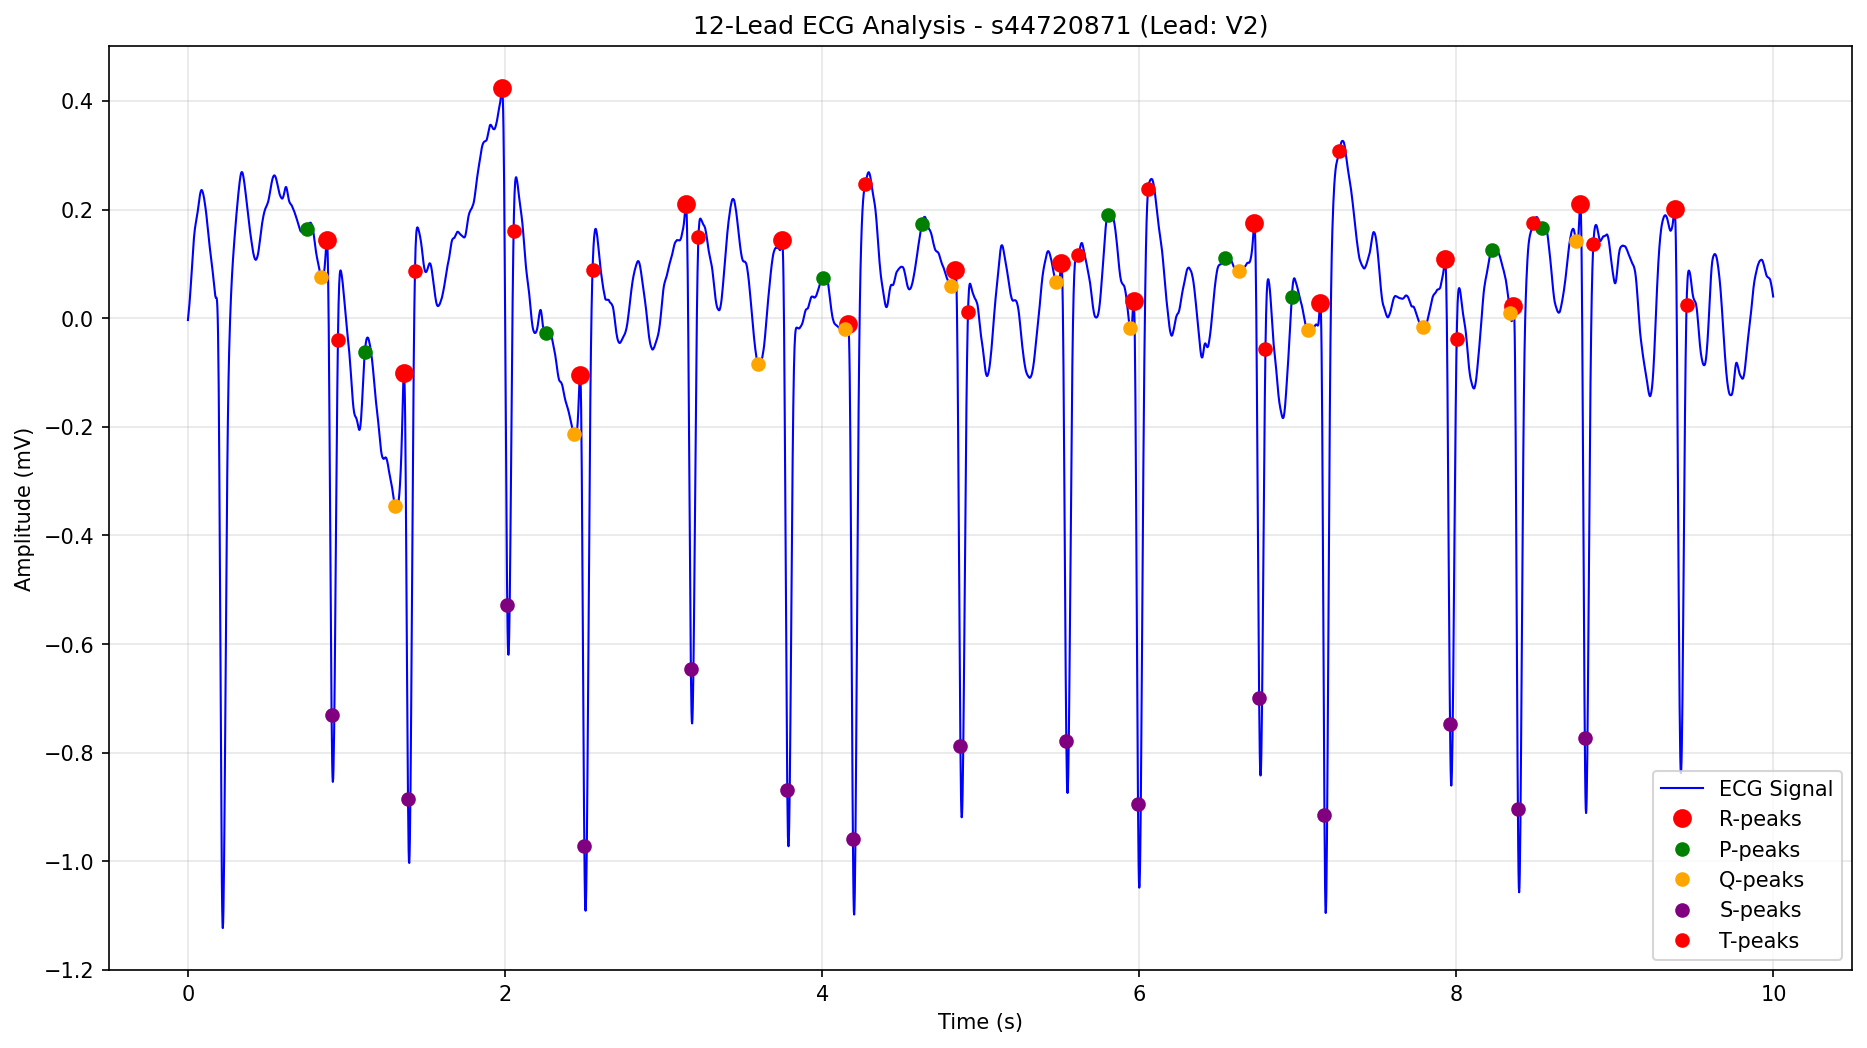 12-Lead ECG Analysis - s44720871 (Lead: V2)
Amplitude (mV)
0.4
0.2
0.0
−0.2
−0.4
−0.6
−0.8
−1.0
−1.2
0
2
4
6
8
10
Time (s)
ECG Signal
R-peaks
P-peaks
Q-peaks
S-peaks
T-peaks